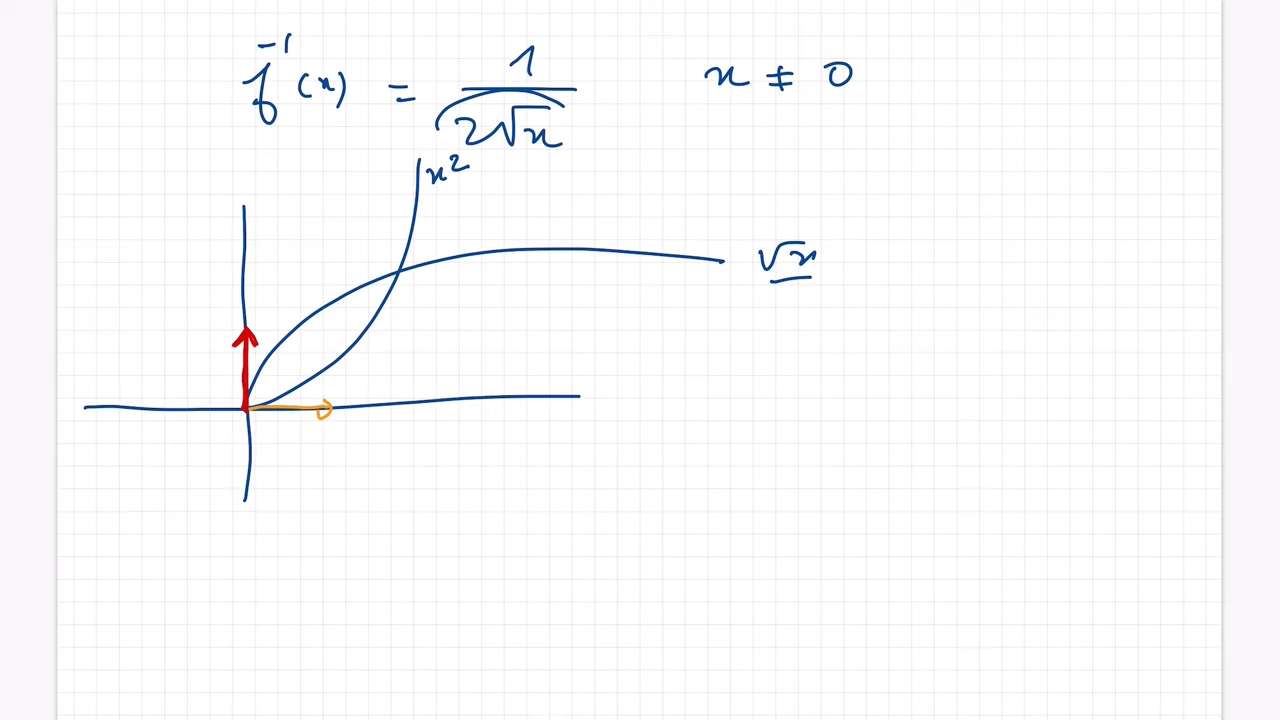 f⁻¹(x) = 1/(2√x)    x ≠ 0
x²
√x